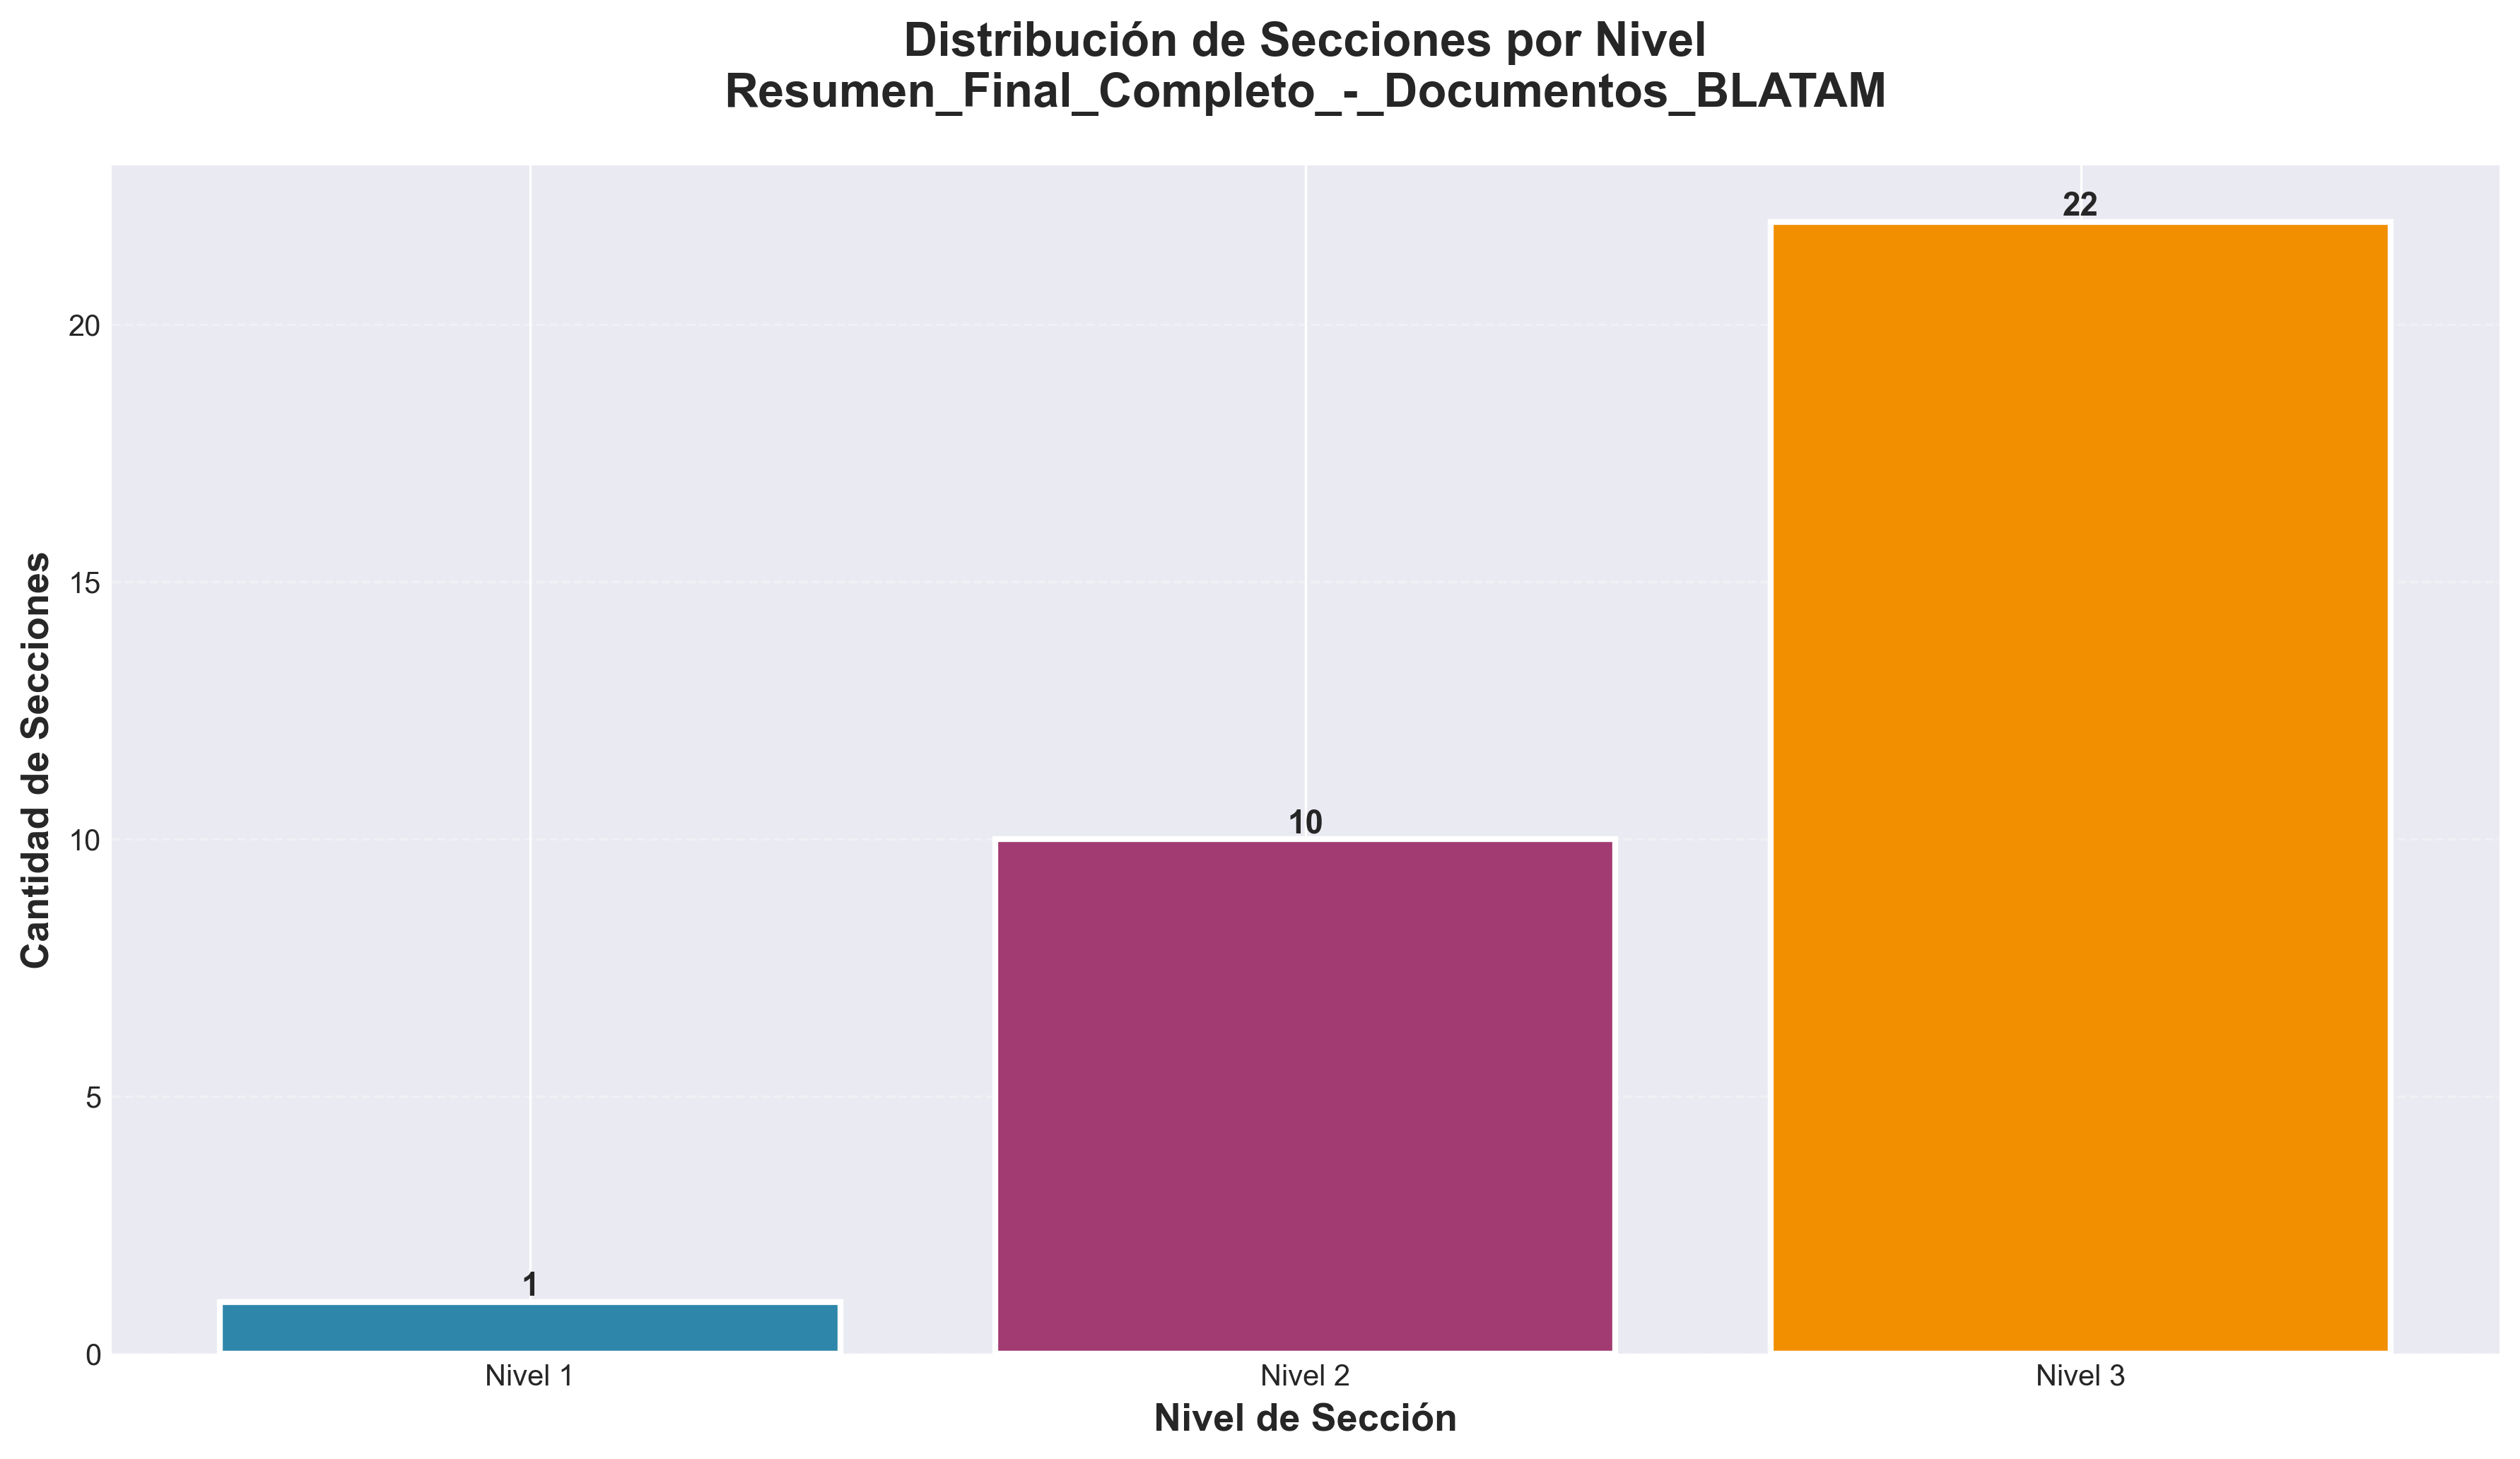 Distribución de Secciones por Nivel
Resumen_Final_Completo_-_Documentos_BLATAM
Cantidad de Secciones
20
15
10
5
0
1
10
22
Nivel 1
Nivel 2
Nivel 3
Nivel de Sección